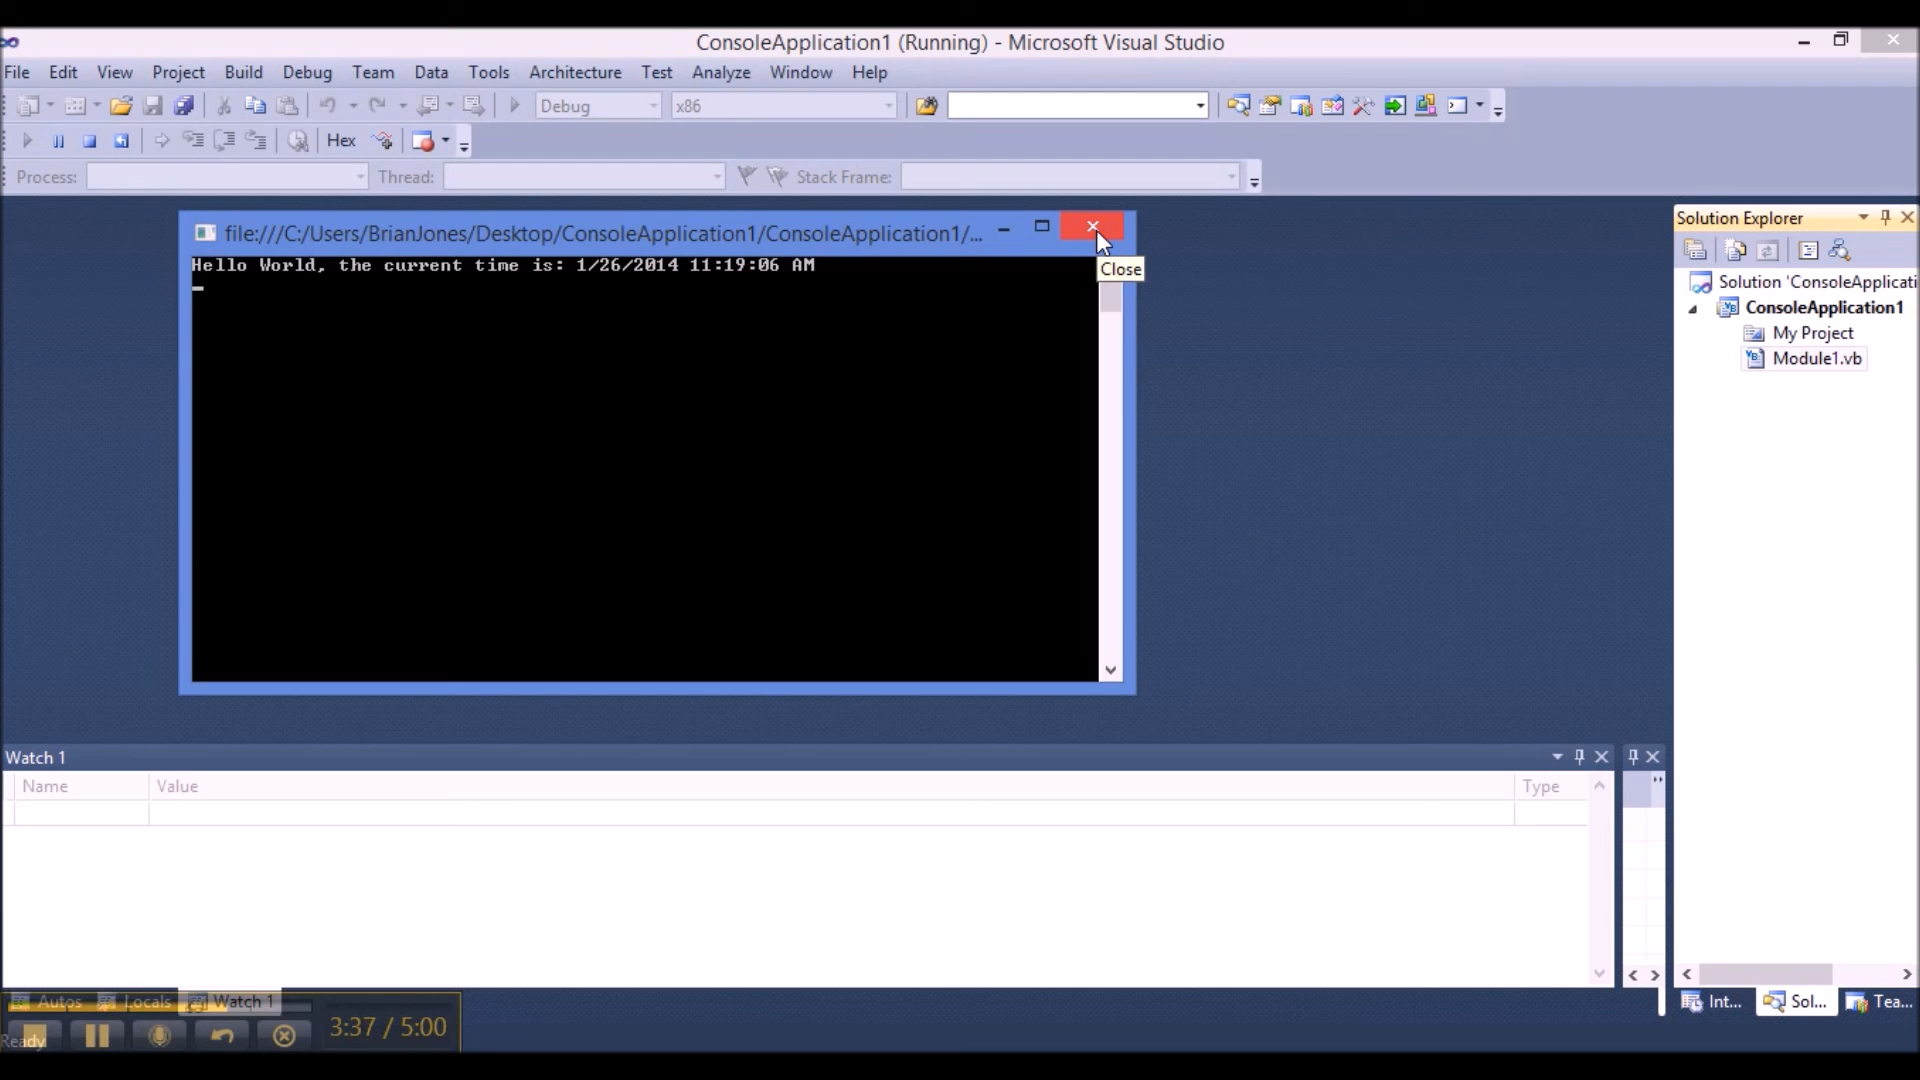 ConsoleApplication1 (Running) - Microsoft Visual Studio
File Edit View Project Build Debug Team Data Tools Architecture Test Analyze Window Help
Debug x86
Hex
Process: Thread: Stack Frame:
file:///C:/Users/BrianJones/Desktop/ConsoleApplication1/ConsoleApplication1/...
Hello World, the current time is: 1/26/2014 11:19:06 AM
Close
Solution Explorer
Solution 'ConsoleApplicati
ConsoleApplication1
My Project
Module1.vb
Watch 1
Name Value Type
Autos Locals Watch 1
Int... Sol... Tea...
Ready
3:37 / 5:00